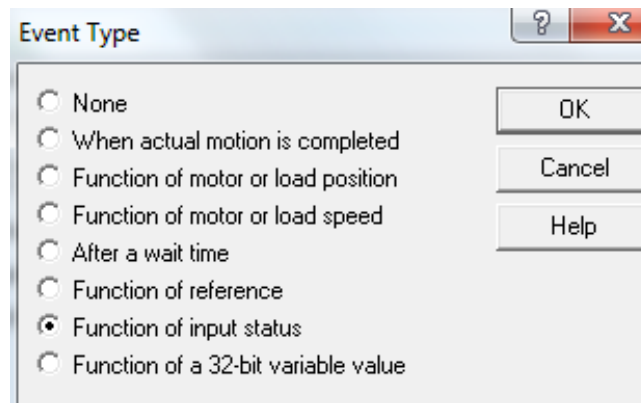 Event Type
?
X
None
OK
When actual motion is completed
Function of motor or load position
Cancel
Function of motor or load speed
Help
After a wait time
Function of reference
Function of input status
Function of a 32-bit variable value